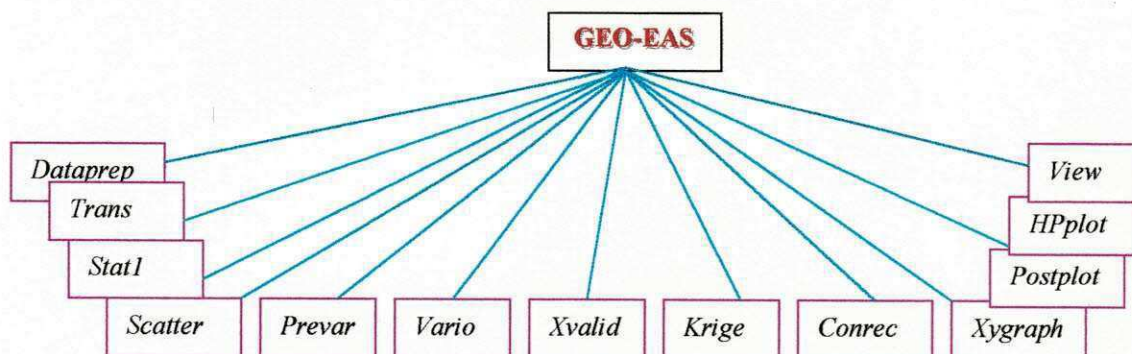 GEO-EAS
Dataprep
Trans
Stat1
Scatter
Prevar
Vario
Xvalid
Krige
Conrec
Xygraph
Postplot
HPplot
View